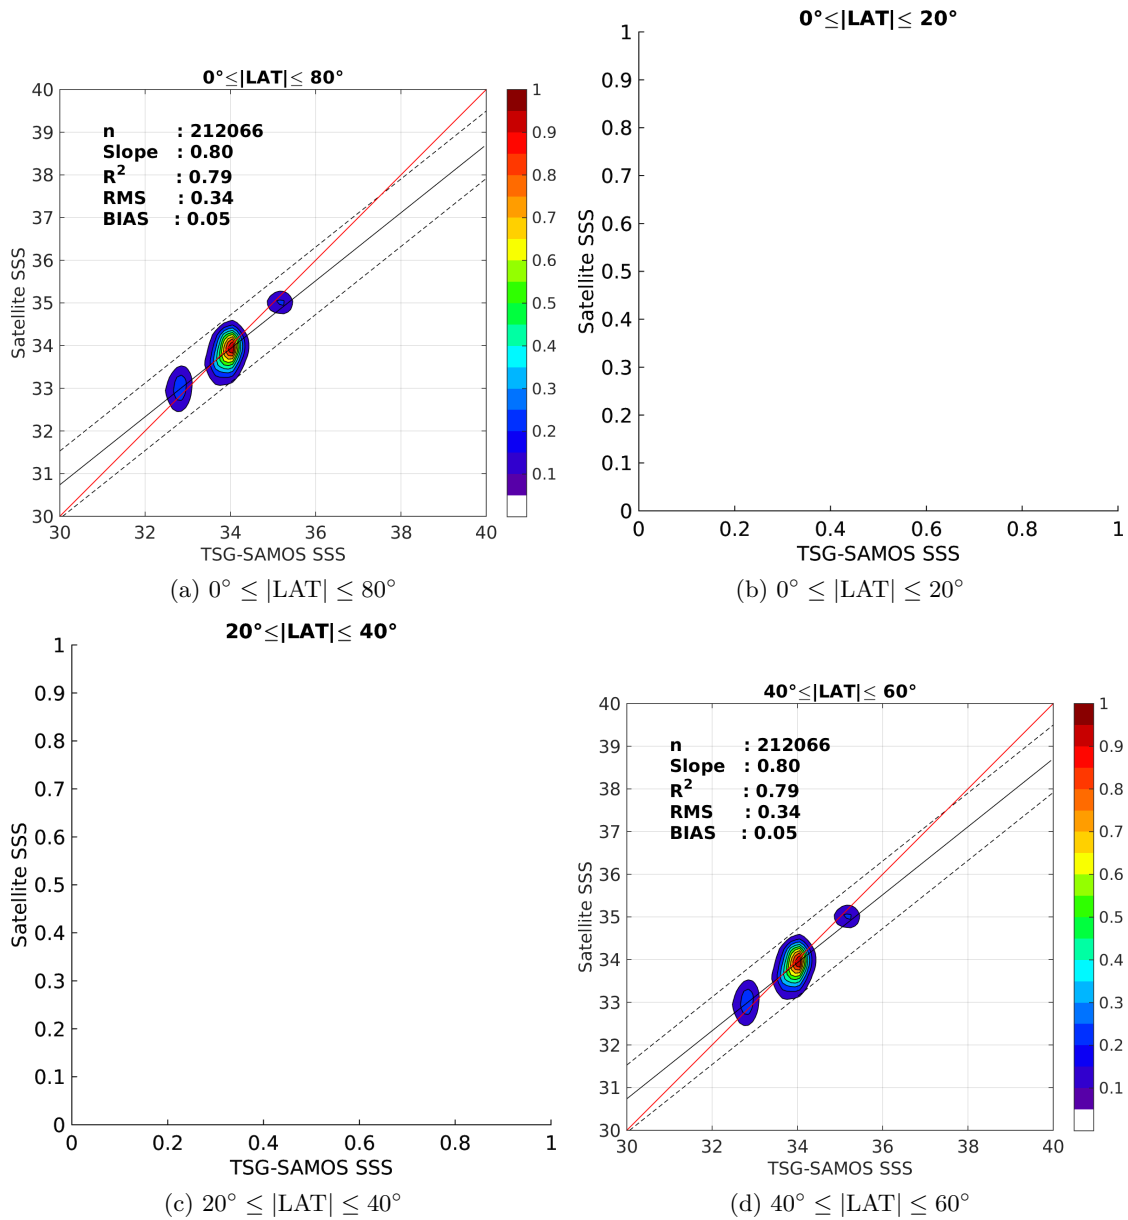 0°≤|LAT|≤ 80°
40
39
38
37
36
35
34
33
32
31
30
Satellite SSS
n : 212066
Slope : 0.80
R² : 0.79
RMS : 0.34
BIAS : 0.05
30 32 34 36 38 40
TSG-SAMOS SSS
1
0.9
0.8
0.7
0.6
0.5
0.4
0.3
0.2
0.1
(a) 0° ≤ |LAT| ≤ 80°
0°≤|LAT|≤ 20°
1
0.9
0.8
0.7
0.6
0.5
0.4
0.3
0.2
0.1
0
Satellite SSS
0 0.2 0.4 0.6 0.8 1
TSG-SAMOS SSS
(b) 0° ≤ |LAT| ≤ 20°
20°≤|LAT|≤ 40°
1
0.9
0.8
0.7
0.6
0.5
0.4
0.3
0.2
0.1
0
Satellite SSS
0 0.2 0.4 0.6 0.8 1
TSG-SAMOS SSS
(c) 20° ≤ |LAT| ≤ 40°
40°≤|LAT|≤ 60°
40
39
38
37
36
35
34
33
32
31
30
Satellite SSS
n : 212066
Slope : 0.80
R² : 0.79
RMS : 0.34
BIAS : 0.05
30 32 34 36 38 40
TSG-SAMOS SSS
1
0.9
0.8
0.7
0.6
0.5
0.4
0.3
0.2
0.1
(d) 40° ≤ |LAT| ≤ 60°